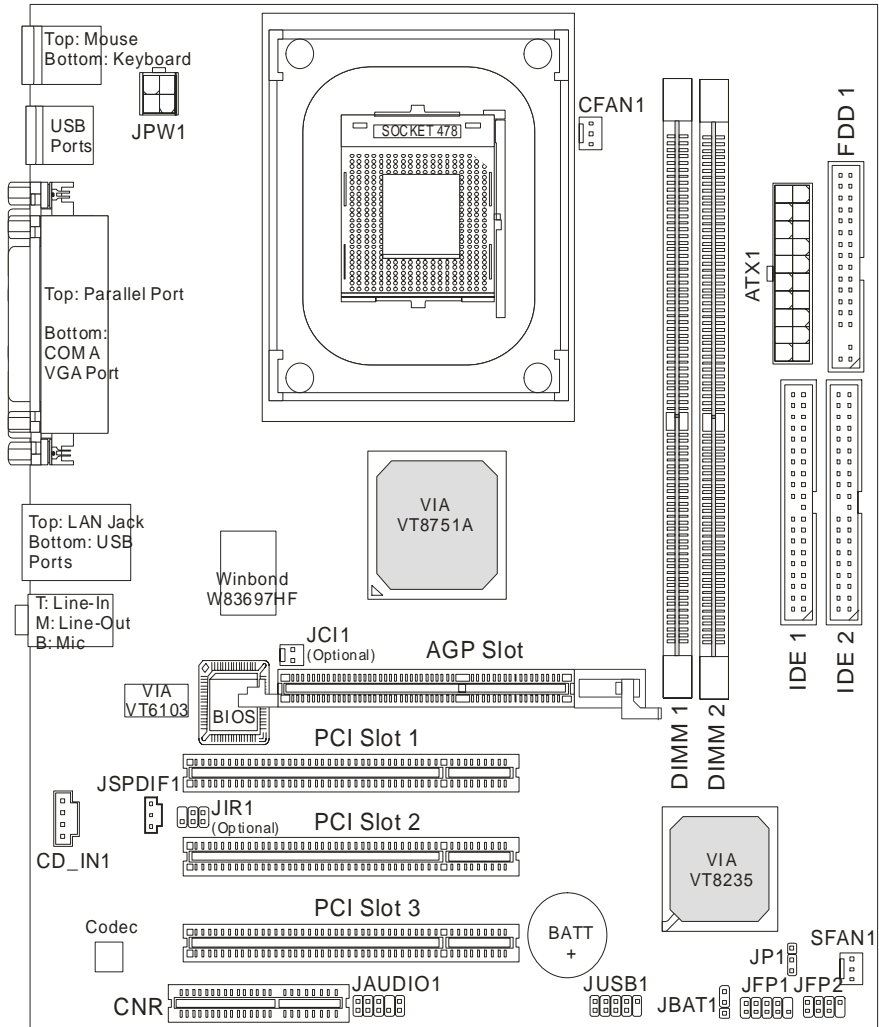 Top: Mouse
Bottom: Keyboard
JPW1
USB
Ports
SOCKET 478
CFAN1
FDD 1
ATX1
Top: Parallel Port
Bottom:
COM A
VGA Port
VIA
VT8751A
Top: LAN Jack
Bottom: USB
Ports
Winbond
W83697HF
T: Line-In
M: Line-Out
B: Mic
JCI1
(Optional)
AGP Slot
IDE 1
IDE 2
VIA
VT6103
BIOS
DIMM 1
DIMM 2
PCI Slot 1
JSPDIF1
JIR1
(Optional)
PCI Slot 2
CD_IN1
VIA
VT8235
PCI Slot 3
Codec
BATT
+
JP1
SFAN1
CNR
JAUDIO1
JUSB1
JBAT1
JFP1
JFP2